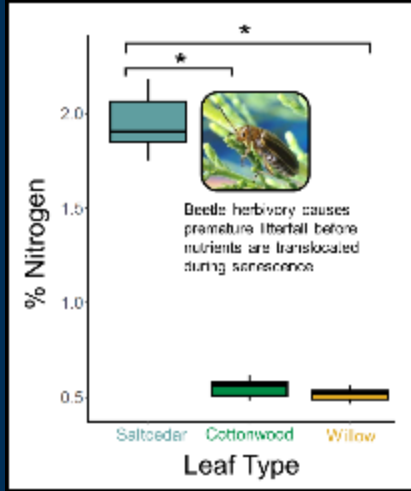 *
*
2.0
1.5
1.0
0.5
% Nitrogen
Beetle herbivory causes
premature litterfall before
nutrients are translocated
during senescence
Saltcedar Cottonwood Willow
Leaf Type